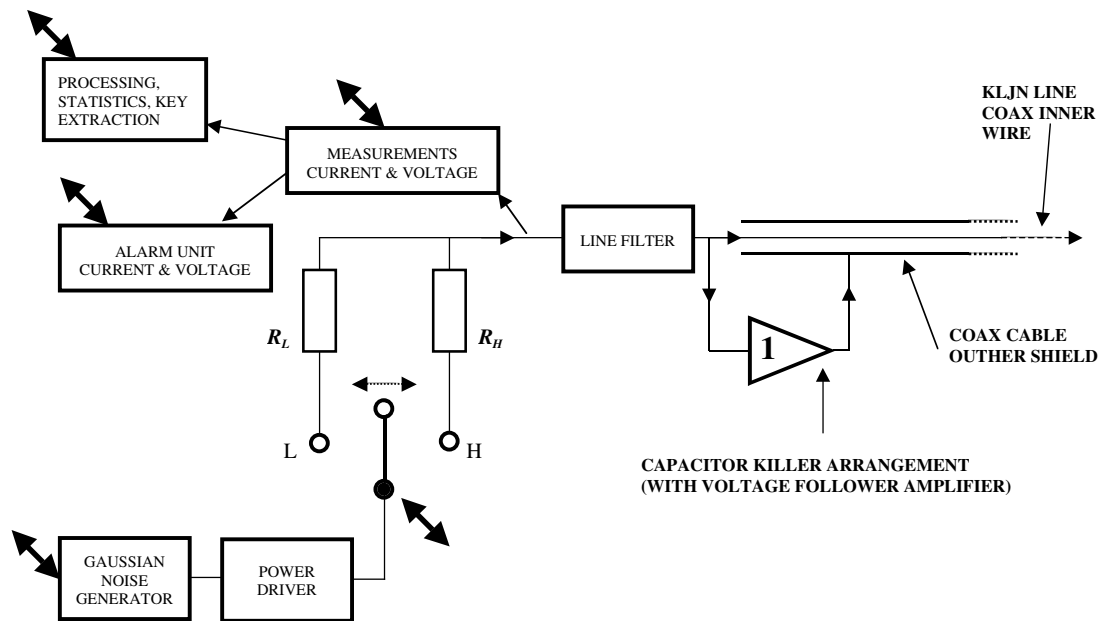 PROCESSING,
STATISTICS, KEY
EXTRACTION
MEASUREMENTS
CURRENT & VOLTAGE
KLJN LINE
COAX INNER
WIRE
ALARM UNIT
CURRENT & VOLTAGE
LINE FILTER
R_L
R_H
1
COAX CABLE
OUTHER SHIELD
L
H
CAPACITOR KILLER ARRANGEMENT
(WITH VOLTAGE FOLLOWER AMPLIFIER)
GAUSSIAN
NOISE
GENERATOR
POWER
DRIVER